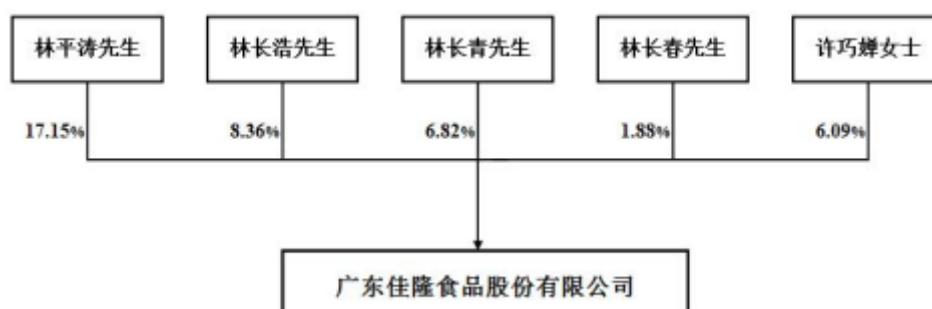 林平涛先生 林长浩先生 林长青先生 林长春先生 许巧婵女士
17.15% 8.36% 6.82% 1.88% 6.09%
广东佳隆食品股份有限公司